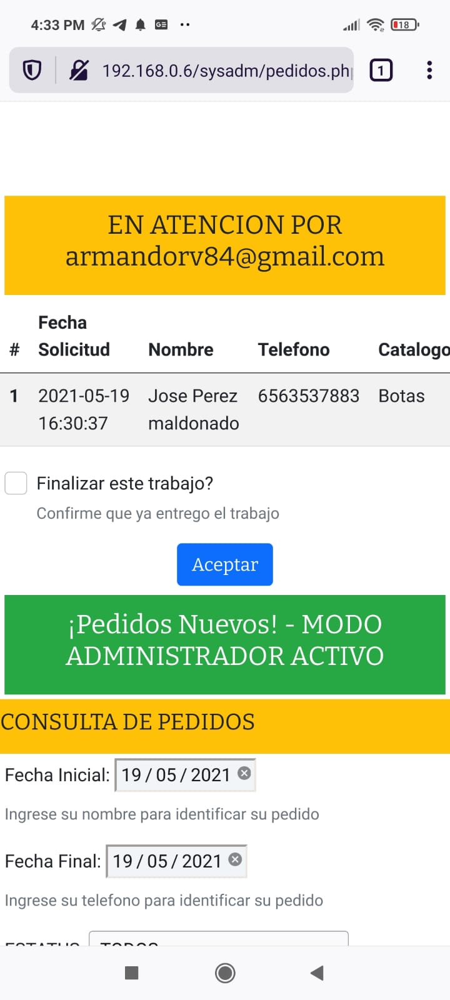 4:33 PM
18
192.168.0.6/sysadm/pedidos.ph
1
EN ATENCION POR
armandorv84@gmail.com
Fecha
# Solicitud Nombre Telefono Catalogo
1 2021-05-19 Jose Perez 6563537883 Botas
16:30:37 maldonado
Finalizar este trabajo?
Confirme que ya entrego el trabajo
Aceptar
¡Pedidos Nuevos! - MODO
ADMINISTRADOR ACTIVO
CONSULTA DE PEDIDOS
Fecha Inicial: 19/05/2021
Ingrese su nombre para identificar su pedido
Fecha Final: 19/05/2021
Ingrese su telefono para identificar su pedido
ESTATUS TODOS